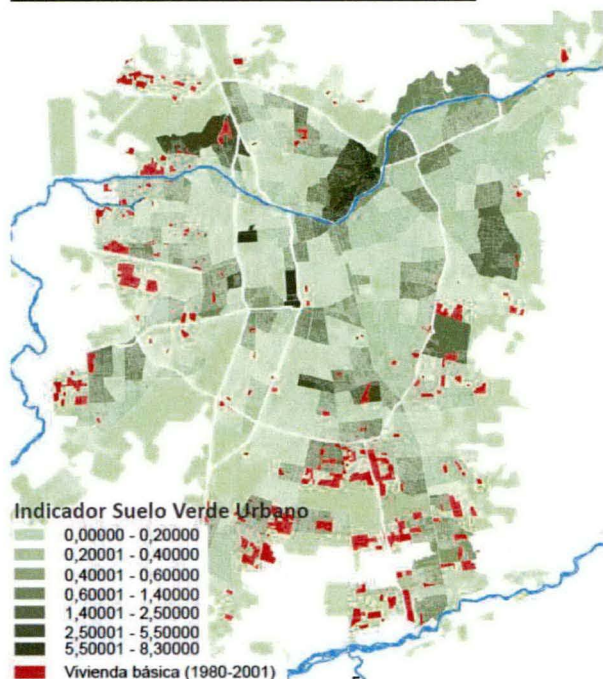 Indicador Suelo Verde Urbano
0,00000 - 0,20000
0,20001 - 0,40000
0,40001 - 0,60000
0,60001 - 1,40000
1,40001 - 2,50000
2,50001 - 5,50000
5,50001 - 8,30000
Vivienda básica (1980-2001)